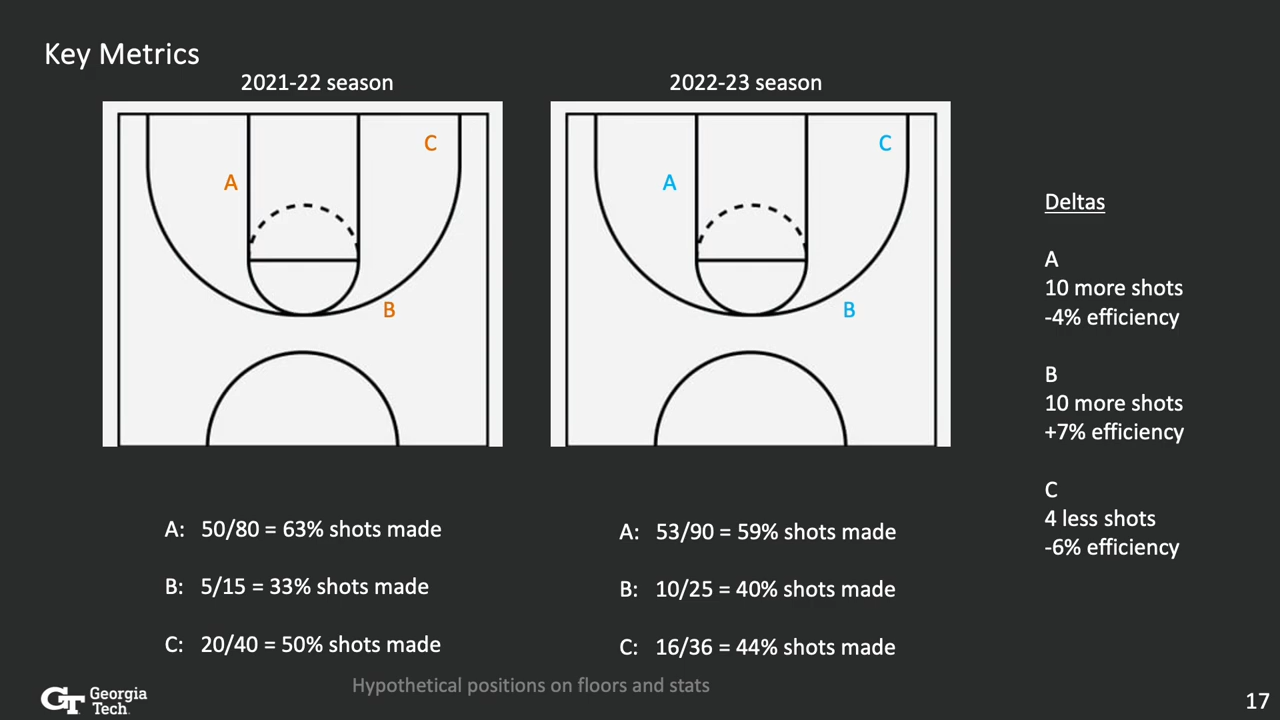 Key Metrics
2021-22 season
2022-23 season
C
A
B
C
A
B
Deltas
A
10 more shots
-4% efficiency
B
10 more shots
+7% efficiency
C
4 less shots
-6% efficiency
A: 50/80 = 63% shots made
B: 5/15 = 33% shots made
C: 20/40 = 50% shots made
A: 53/90 = 59% shots made
B: 10/25 = 40% shots made
C: 16/36 = 44% shots made
Hypothetical positions on floors and stats
GT Georgia
Tech
17